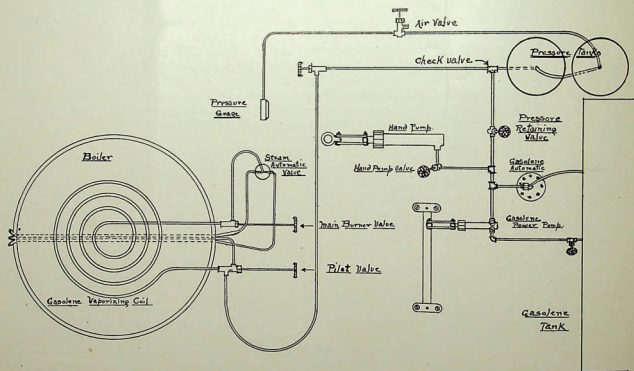 Air Valve
Check Valve
Pressure Tanks
Pressure
Guage
Pressure
Retaining
Valve
Hand Pump.
Boiler
Steam
Automatic
Valve
Hand Pump Valve
Gasolene
Automatic
Main Burner Valve
Gasolene
Power Pump
Pilot Valve
Gasolene Vaporizing Coil
Gasolene
Tank